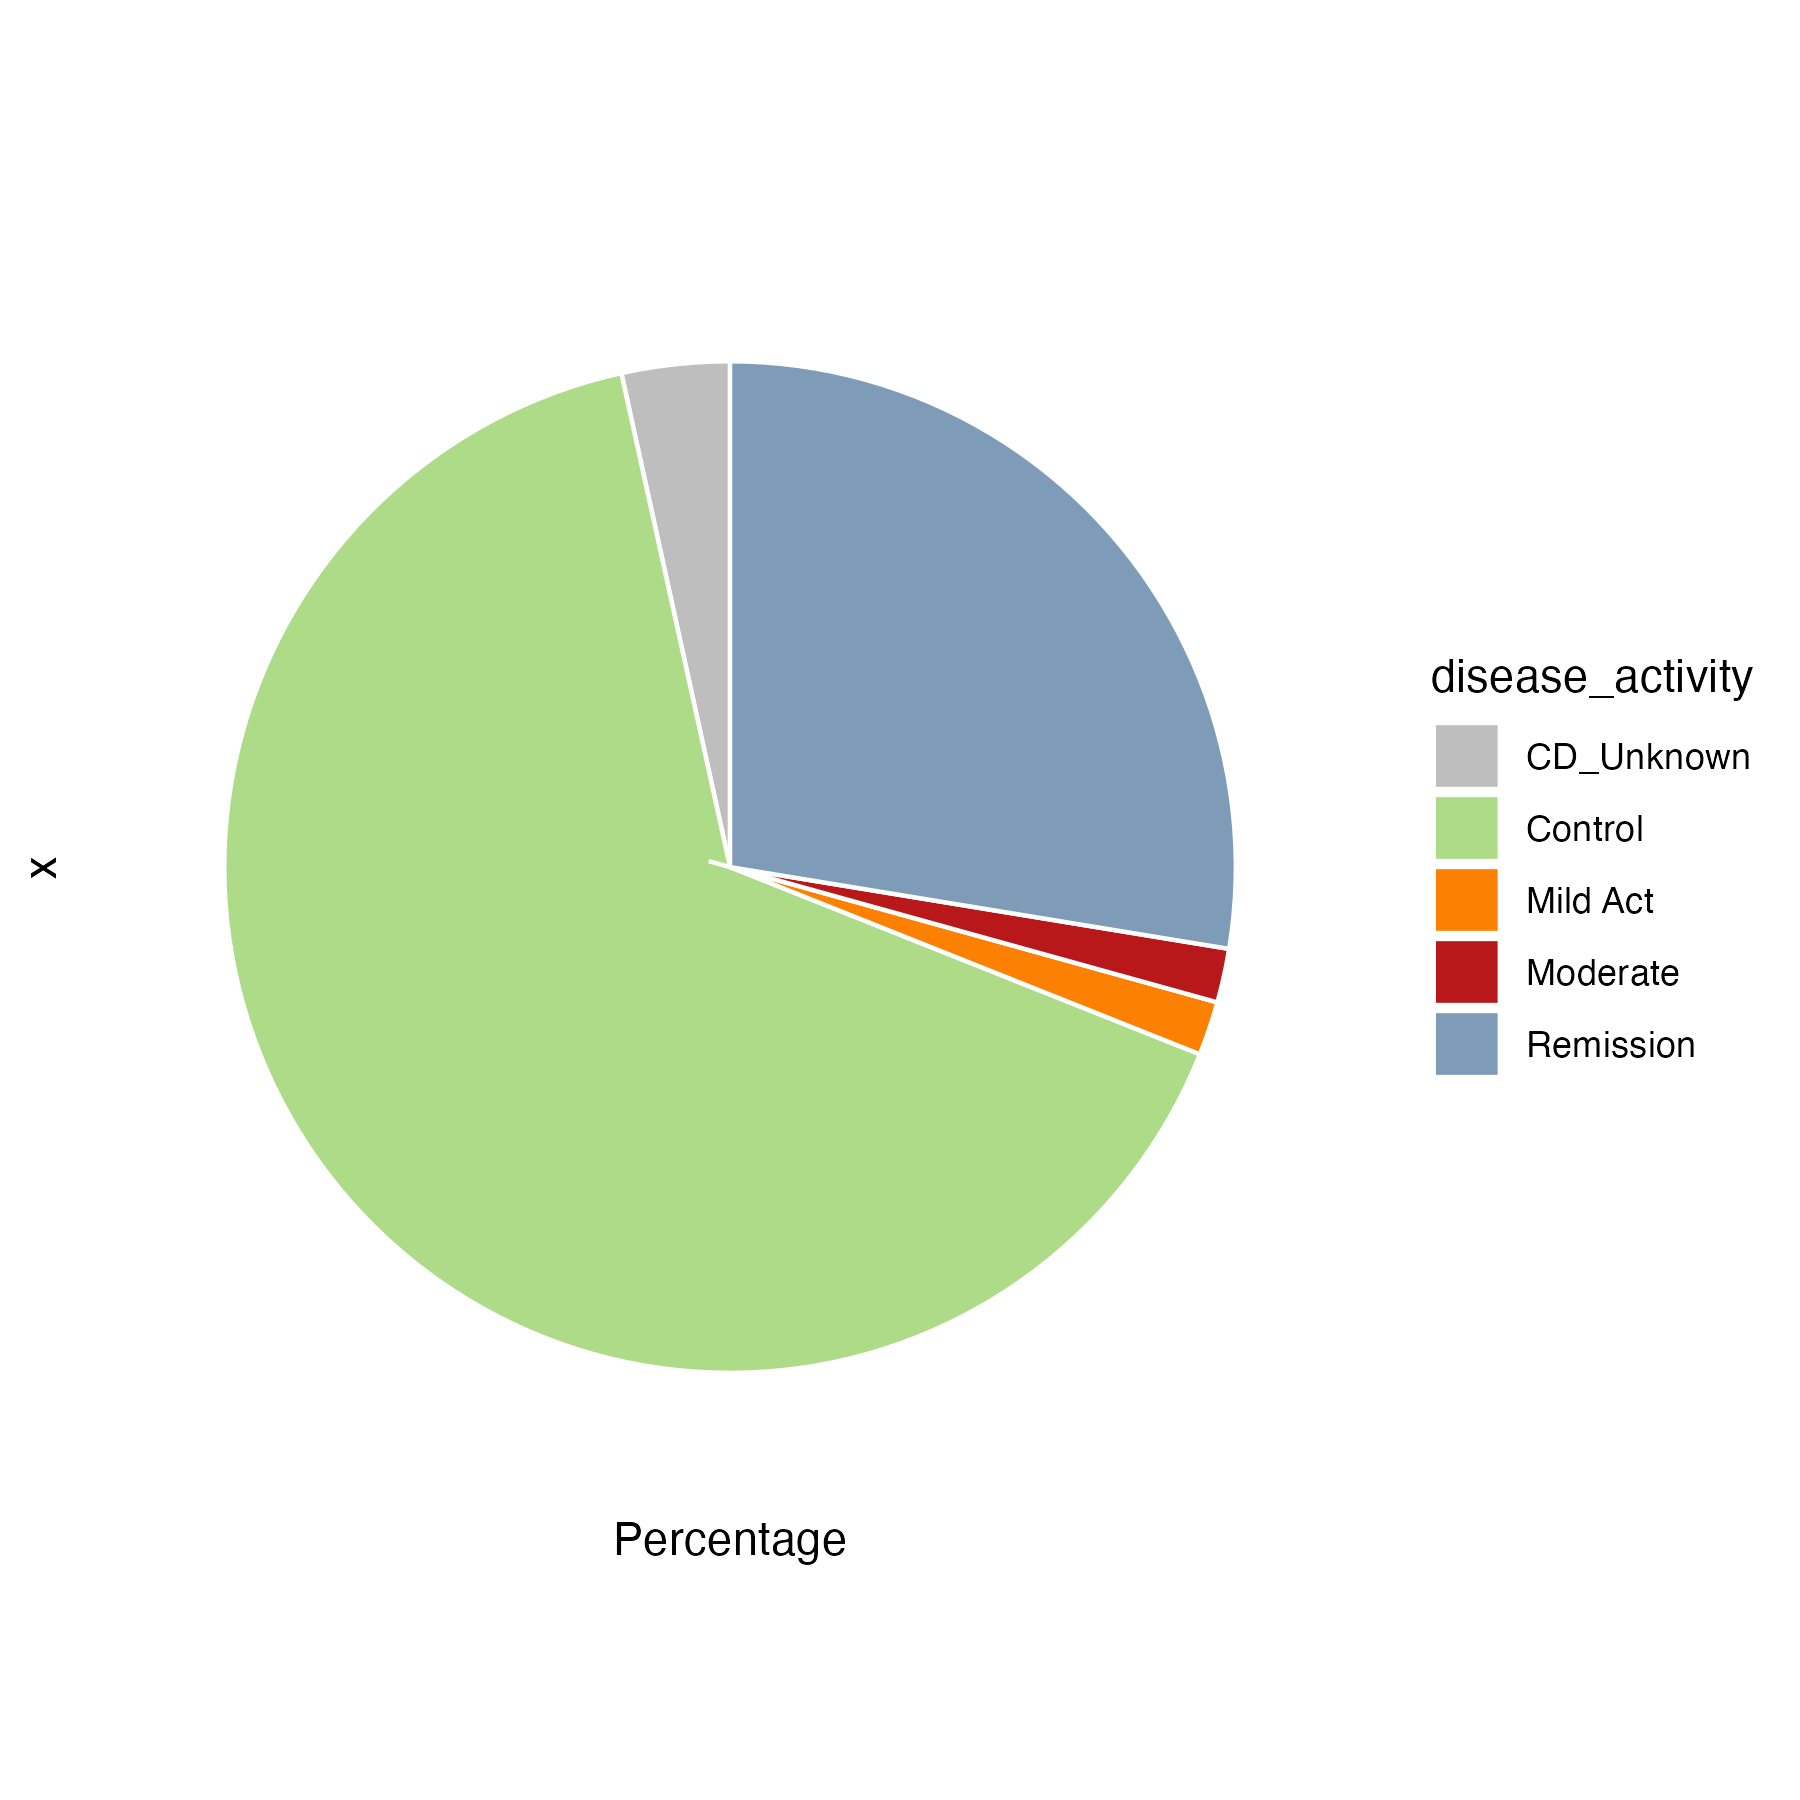 x
disease_activity
CD_Unknown
Control
Mild Act
Moderate
Remission
Percentage